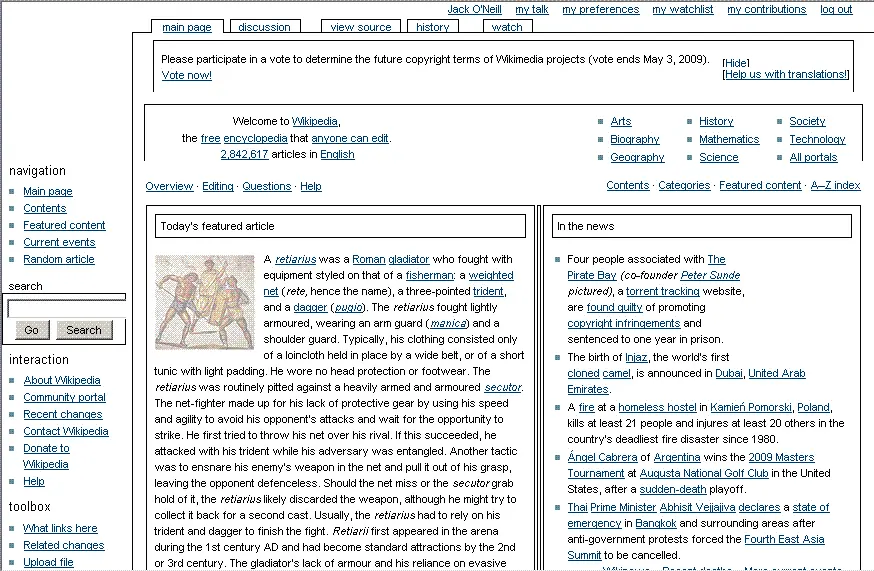 Jack O'Neill my talk my preferences my watchlist my contributions log out
main page discussion view source history watch
Please participate in a vote to determine the future copyright terms of Wikimedia projects (vote ends May 3, 2009).
Vote now!
[Hide]
[Help us with translations!]
Welcome to Wikipedia,
the free encyclopedia that anyone can edit.
2,842,617 articles in English
Arts History Society
Biography Mathematics Technology
Geography Science All portals
Overview · Editing · Questions · Help
Contents · Categories · Featured content · A–Z index
navigation
Main page
Contents
Featured content
Current events
Random article
search
Go Search
interaction
About Wikipedia
Community portal
Recent changes
Contact Wikipedia
Donate to
Wikipedia
Help
toolbox
What links here
Related changes
Upload file
Today's featured article
A retiarius was a Roman gladiator who fought with
equipment styled on that of a fisherman: a weighted
net (rete, hence the name), a three-pointed trident,
and a dagger (pugio). The retiarius fought lightly
armoured, wearing an arm guard (manica) and a
shoulder guard. Typically, his clothing consisted only
of a loincloth held in place by a wide belt, or of a short
tunic with light padding. He wore no head protection or footwear. The
retiarius was routinely pitted against a heavily armed and armoured secutor.
The net-fighter made up for his lack of protective gear by using his speed
and agility to avoid his opponent's attacks and wait for the opportunity to
strike. He first tried to throw his net over his rival. If this succeeded, he
attacked with his trident while his adversary was entangled. Another tactic
was to ensnare his enemy's weapon in the net and pull it out of his grasp,
leaving the opponent defenceless. Should the net miss or the secutor grab
hold of it, the retiarius likely discarded the weapon, although he might try to
collect it back for a second cast. Usually, the retiarius had to rely on his
trident and dagger to finish the fight. Retiarii first appeared in the arena
during the 1st century AD and had become standard attractions by the 2nd
or 3rd century. The gladiator's lack of armour and his reliance on evasive
In the news
Four people associated with The
Pirate Bay (co-founder Peter Sunde
pictured), a torrent tracking website,
are found guilty of promoting
copyright infringements and
sentenced to one year in prison.
The birth of Injaz, the world's first
cloned camel, is announced in Dubai, United Arab
Emirates.
A fire at a homeless hostel in Kamień Pomorski, Poland,
kills at least 21 people and injures at least 20 others in the
country's deadliest fire disaster since 1980.
Ángel Cabrera of Argentina wins the 2009 Masters
Tournament at Augusta National Golf Club in the United
States, after a sudden-death playoff.
Thai Prime Minister Abhisit Vejjajiva declares a state of
emergency in Bangkok and surrounding areas after
anti-government protests forced the Fourth East Asia
Summit to be cancelled.
Wikinews – Recent deaths – More current events